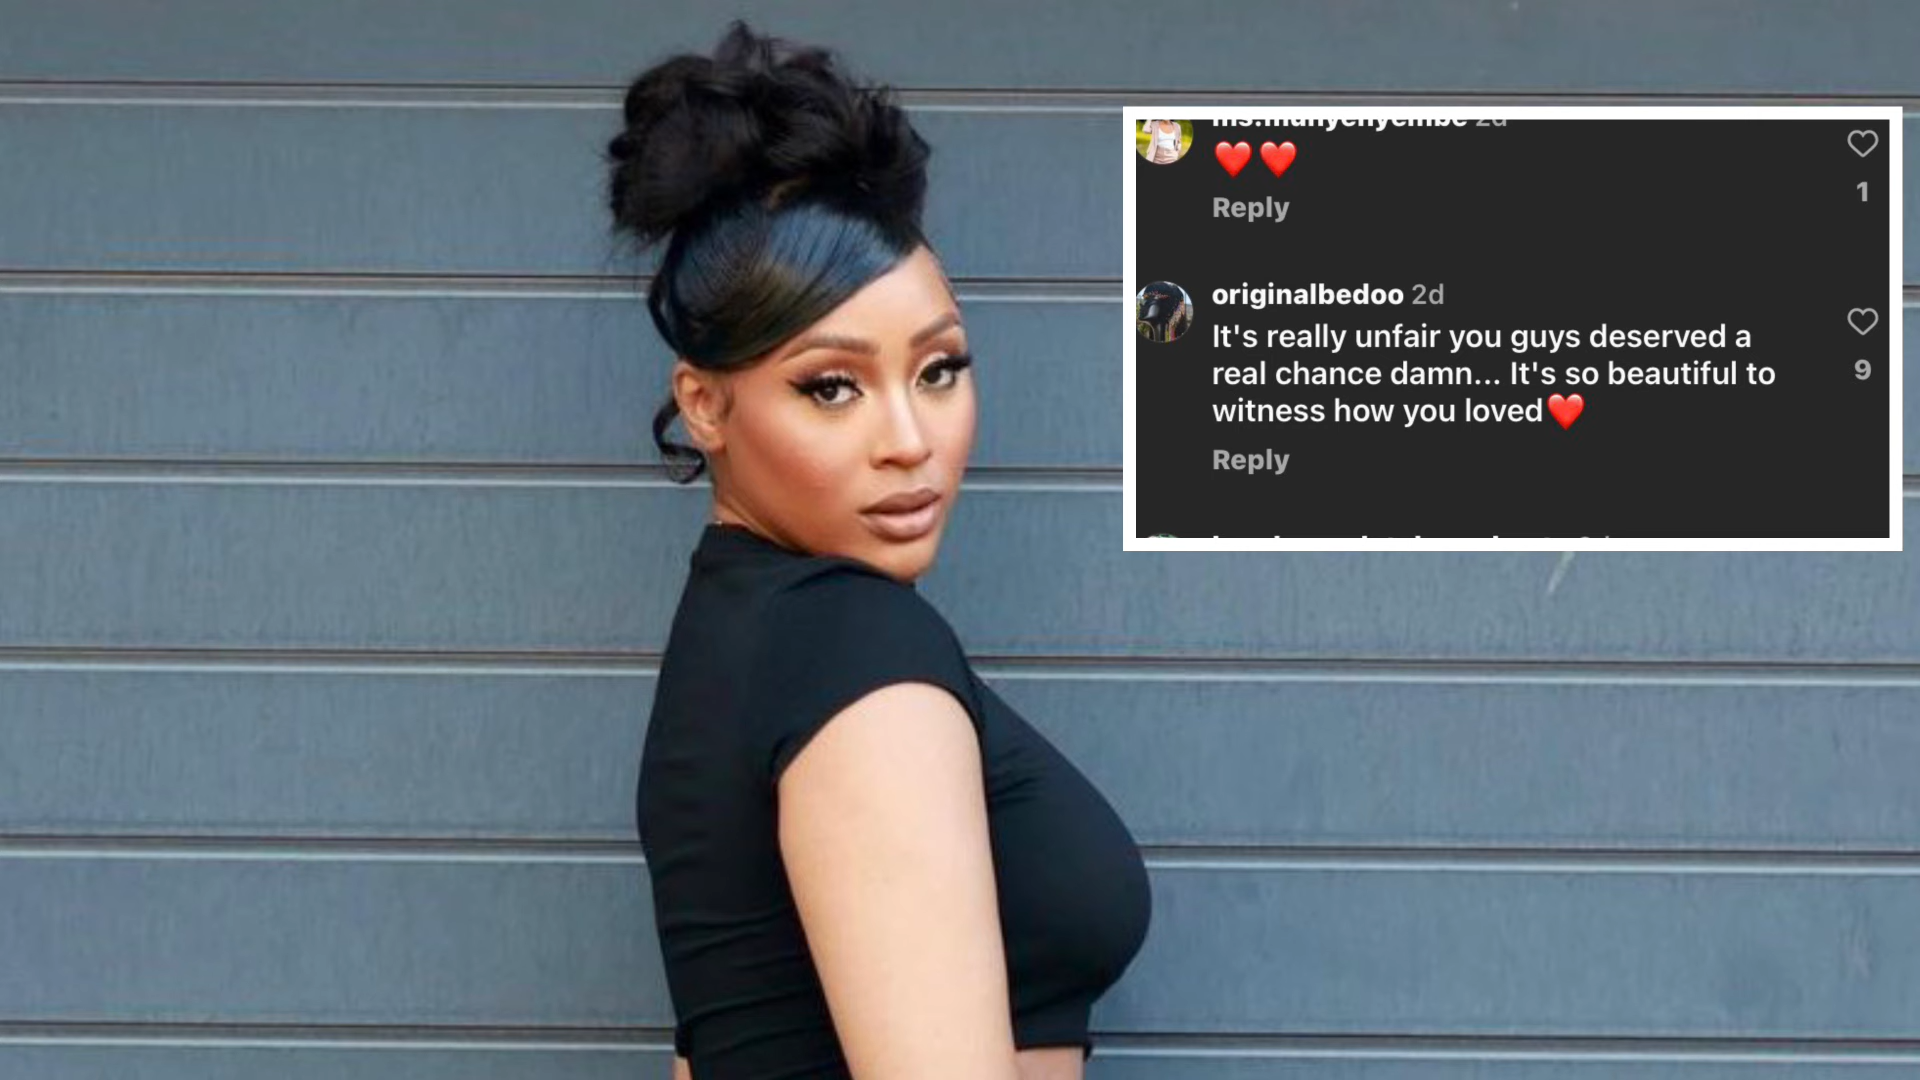 2d
❤️❤️
1
Reply
originalbedoo 2d
It's really unfair you guys deserved a
real chance damn... It's so beautiful to
9
witness how you loved❤️
Reply